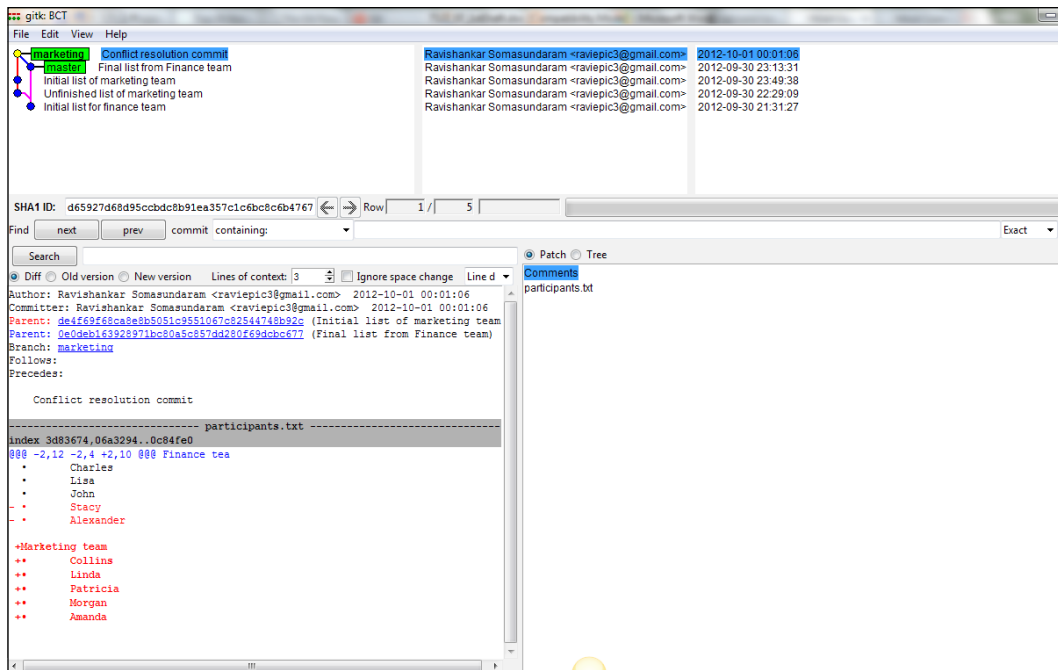 gitk: BCT
File Edit View Help
marketing Conflict resolution commit Ravishankar Somasundaram <raviepic3@gmail.com> 2012-10-01 00:01:06
master Final list from Finance team Ravishankar Somasundaram <raviepic3@gmail.com> 2012-09-30 23:13:31
Initial list of marketing team Ravishankar Somasundaram <raviepic3@gmail.com> 2012-09-30 23:49:38
Unfinished list of marketing team Ravishankar Somasundaram <raviepic3@gmail.com> 2012-09-30 22:29:09
Initial list for finance team Ravishankar Somasundaram <raviepic3@gmail.com> 2012-09-30 21:31:27
SHA1 ID: d65927d68d95ccbdc8b91ea357c1c6bc8c6b4767 Row 1 / 5
Find next prev commit containing: Exact
Search
Patch Tree
Diff Old version New version Lines of context: 3 Ignore space change Line d
Comments
participants.txt
Author: Ravishankar Somasundaram <raviepic3@gmail.com> 2012-10-01 00:01:06
Committer: Ravishankar Somasundaram <raviepic3@gmail.com> 2012-10-01 00:01:06
Parent: de4f69f68ca8e8b5051c9551067c82544748b92c (Initial list of marketing team
Parent: 0e0deb163928971bc80a5c857dd280f69dcbc677 (Final list from Finance team)
Branch: marketing
Follows:
Precedes:
Conflict resolution commit
------------------------------ participants.txt ------------------------------
index 3d83674,06a3294..0c84fe0
@@@ -2,12 -2,4 +2,10 @@@ Finance tea
• Charles
• Lisa
• John
- • Stacy
- • Alexander
+Marketing team
+• Collins
+• Linda
+• Patricia
+• Morgan
+• Amanda